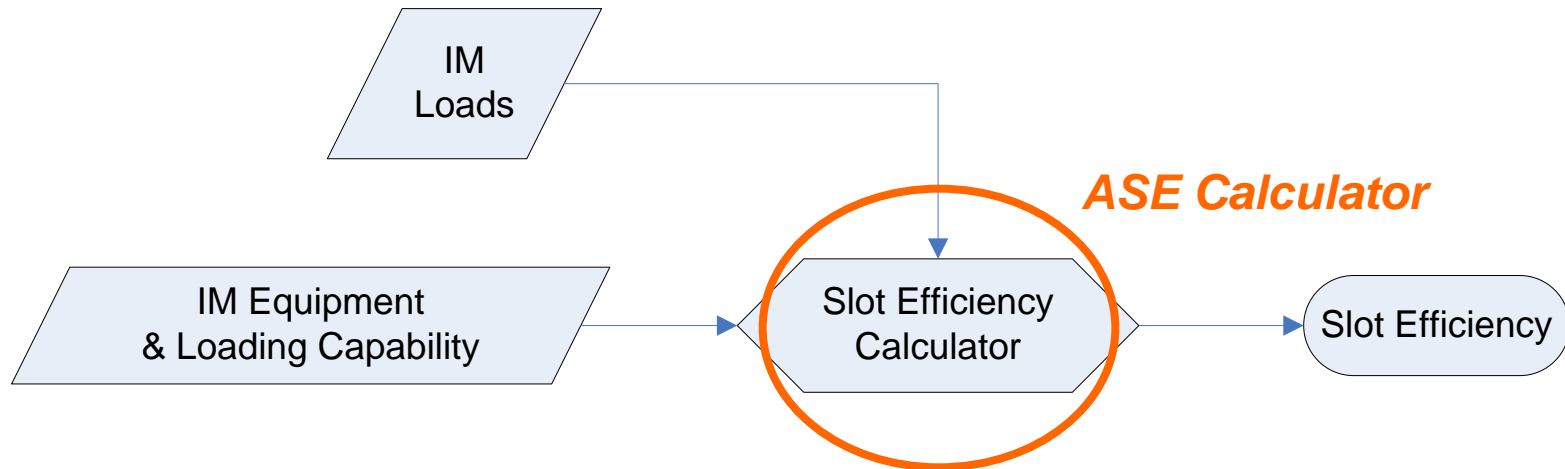 IM
Loads
ASE Calculator
IM Equipment
& Loading Capability
Slot Efficiency
Calculator
Slot Efficiency